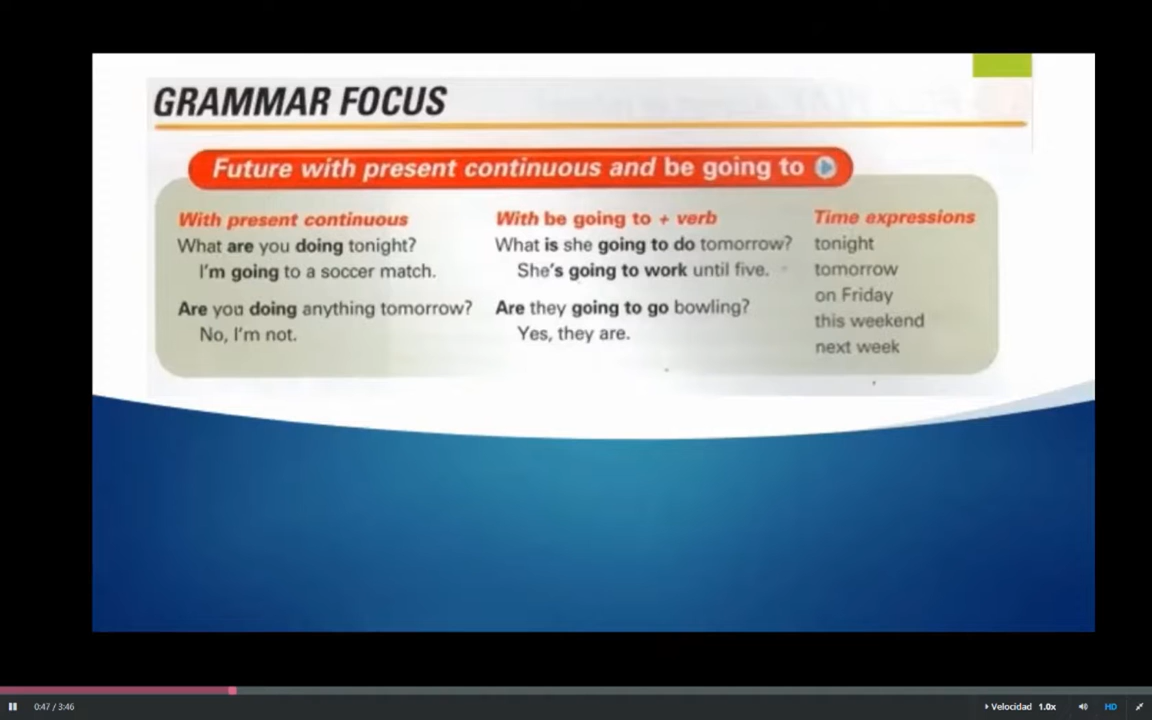 GRAMMAR FOCUS
Future with present continuous and be going to
With present continuous
What are you doing tonight?
I'm going to a soccer match.
Are you doing anything tomorrow?
No, I'm not.
With be going to + verb
What is she going to do tomorrow?
She's going to work until five.
Are they going to go bowling?
Yes, they are.
Time expressions
tonight
tomorrow
on Friday
this weekend
next week
0:47 / 3:46
Velocidad 1.0x
HD